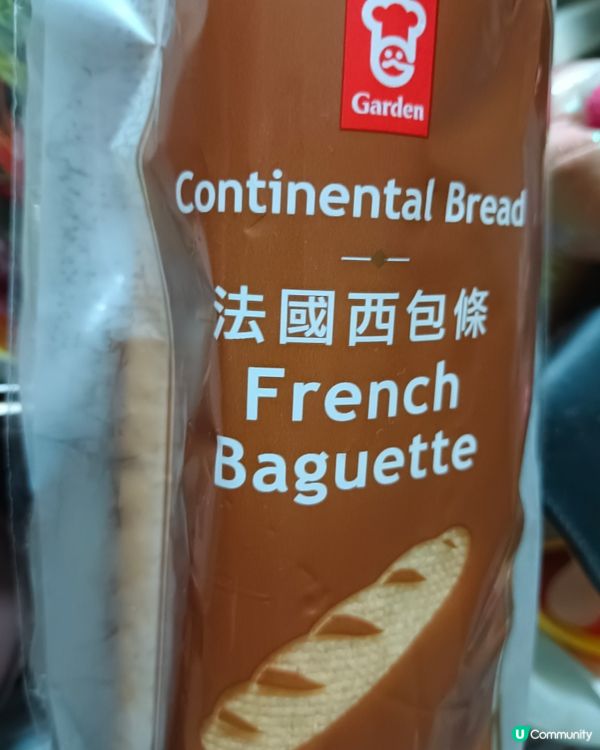 Garden
Continental Bread
法國西包條
French
Baguette
U Community